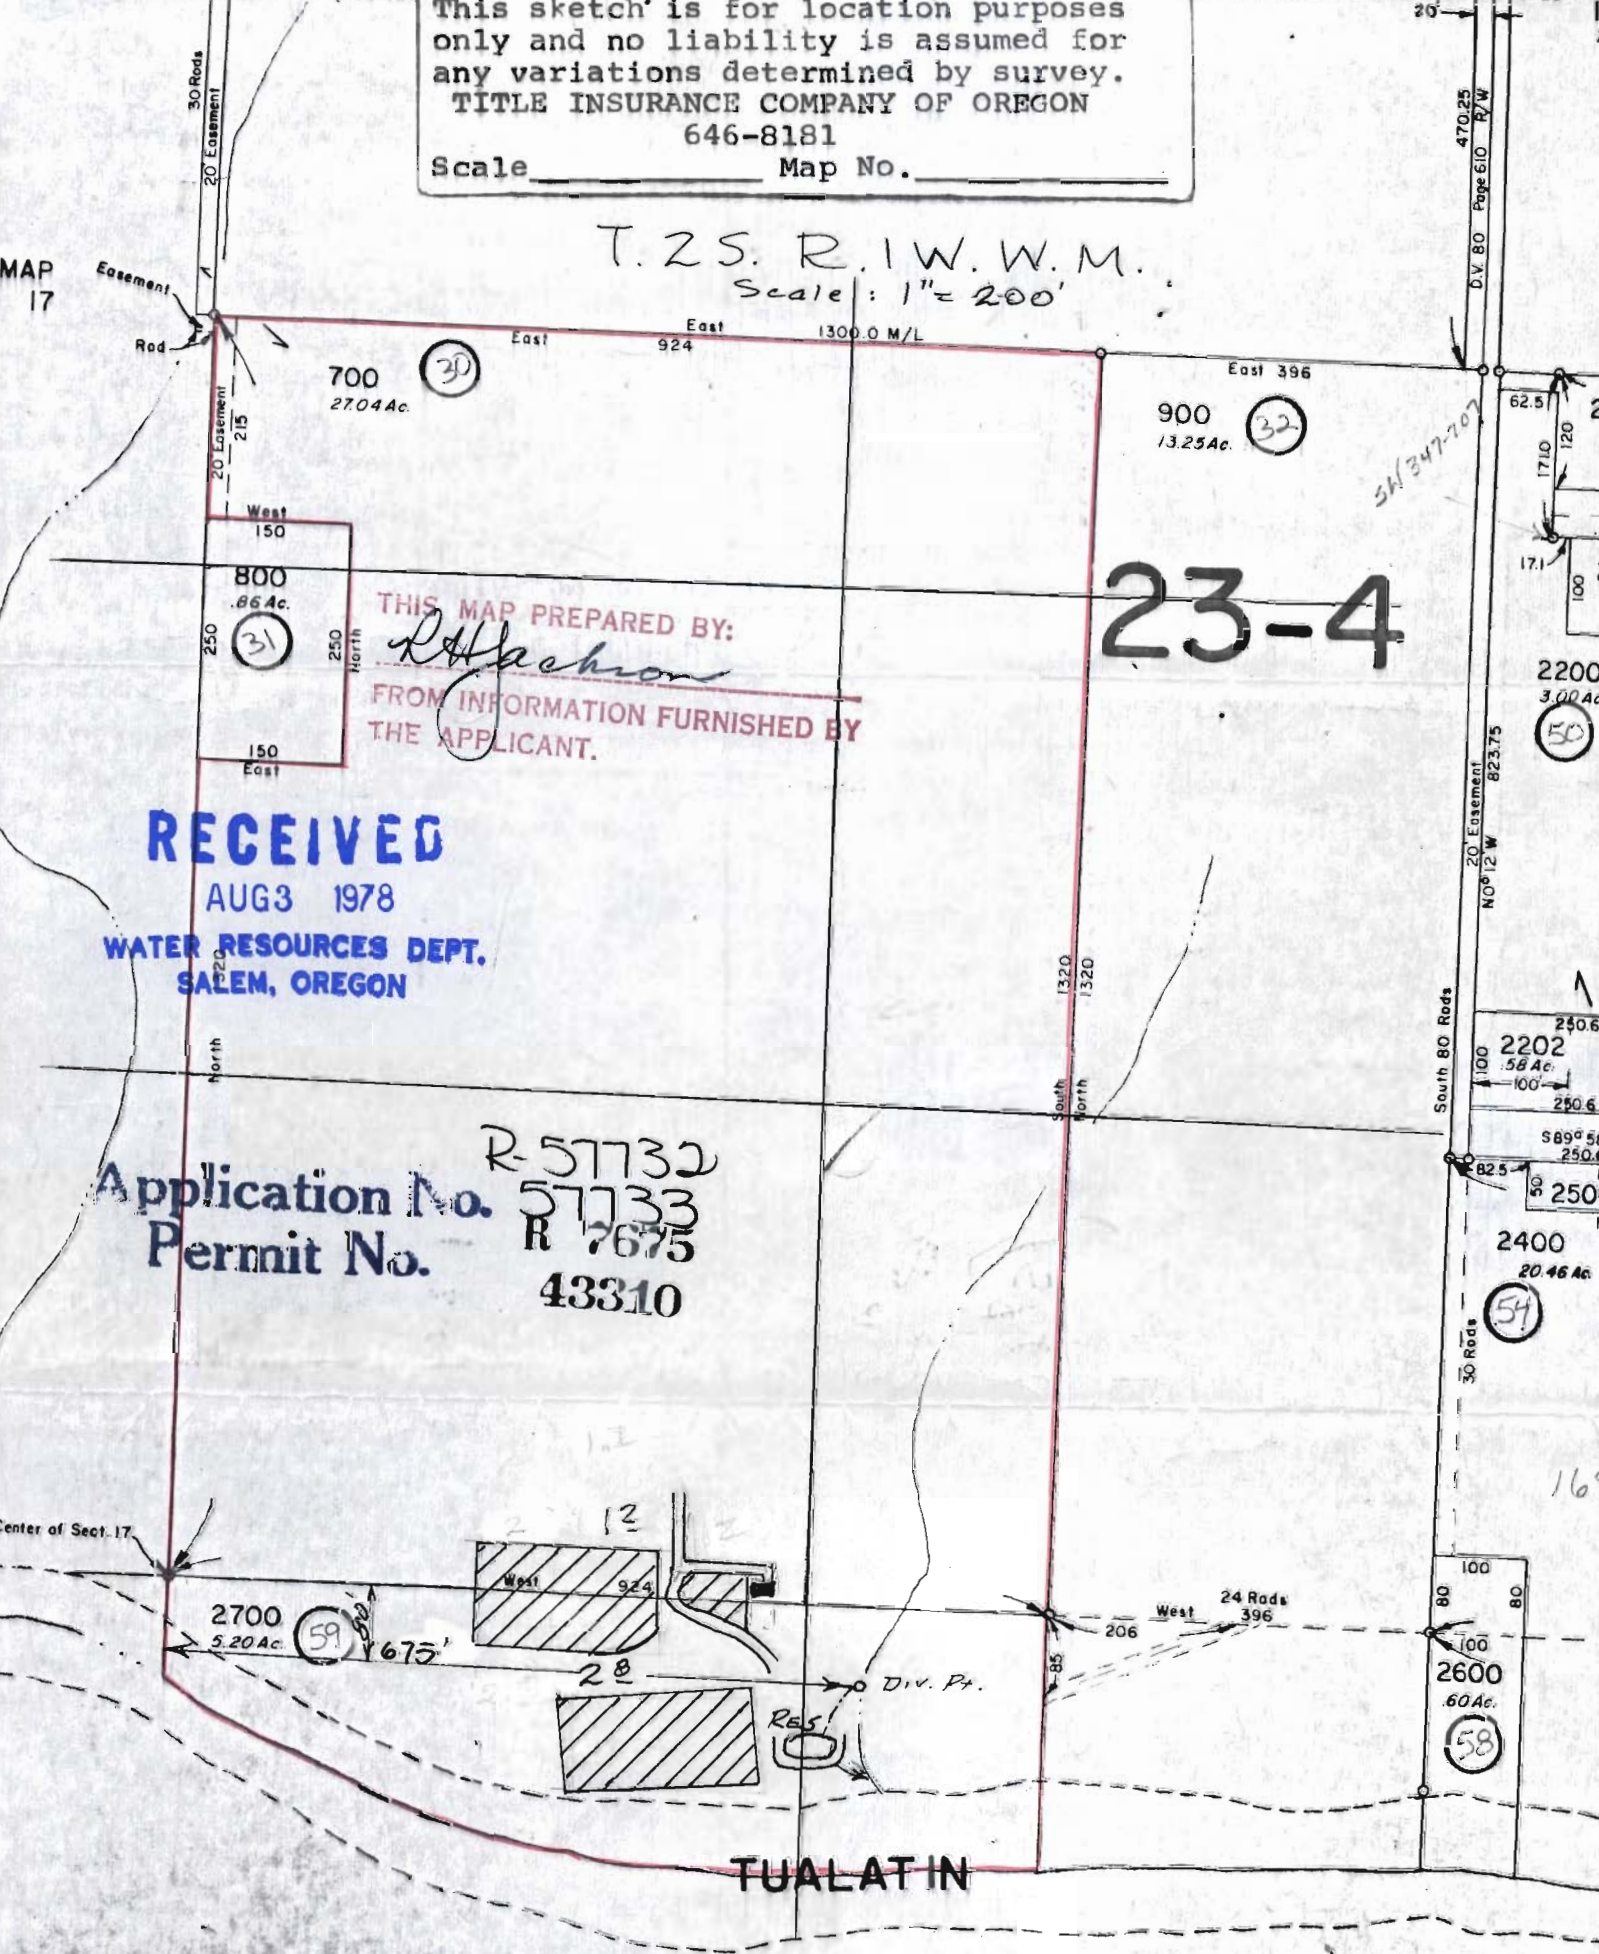 This sketch is for location purposes
only and no liability is assumed for
any variations determined by survey.
TITLE INSURANCE COMPANY OF OREGON
646-8181
Scale Map No.
30 Rods
20' Easement
20'
470.25
D.V. 80 Page 610 R/W
T. 2 S. R. 1 W. W. M.
Scale: 1" = 200'
MAP
17
Easement
Rod
East
East
924
1300.0 M/L
700
27.04 Ac.
30
20' Easement
215
East 396
900
13.25 Ac.
32
62.5
1710
120
17.1
100
West
150
800
.86 Ac.
31
250
250
North
150
East
THIS MAP PREPARED BY:
RHJackson
FROM INFORMATION FURNISHED BY
THE APPLICANT.
23-4
2200
3.00 Ac
50
20' Easement
823.75
N0°12'W
RECEIVED
AUG 3 1978
WATER RESOURCES DEPT.
SALEM, OREGON
1320
North
1320
1320
South
North
South 80 Rods
250.6
2202
.58 Ac.
100
100'
250.6
S89°58
250.6
82.5
50
250
R-57732
Application No. 57733
Permit No. R 7675
43310
2400
20.46 Ac.
54
30 Rods
Center of Sect. 17
West
924
2700
5.20 Ac.
59
675'
Div. Pt.
Res.
206
85
West
24 Rods
396
100
80
80
100
2600
.60 Ac.
58
TUALATIN